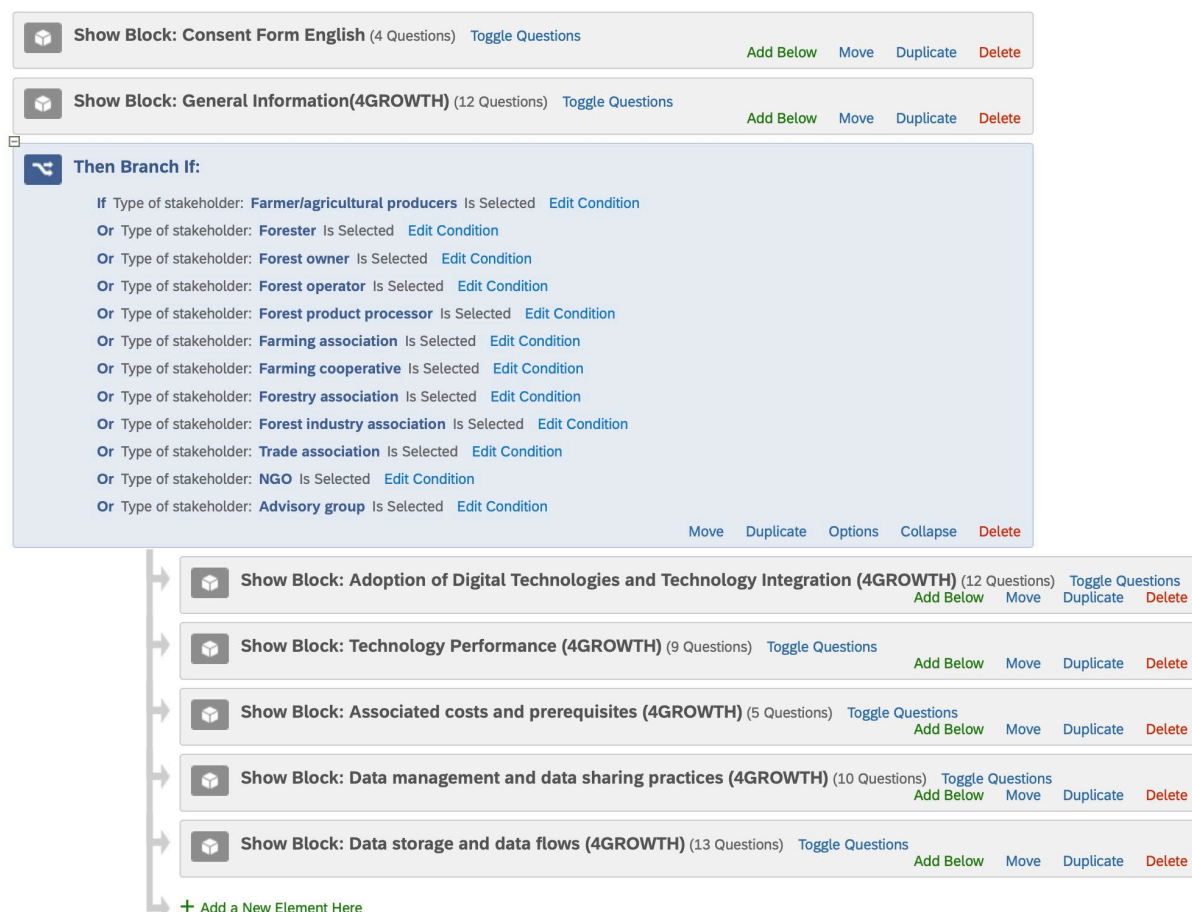 Show Block: Consent Form English (4 Questions) Toggle Questions
Add Below Move Duplicate Delete
Show Block: General Information(4GROWTH) (12 Questions) Toggle Questions
Add Below Move Duplicate Delete
Then Branch If:
If Type of stakeholder: Farmer/agricultural producers Is Selected Edit Condition
Or Type of stakeholder: Forester Is Selected Edit Condition
Or Type of stakeholder: Forest owner Is Selected Edit Condition
Or Type of stakeholder: Forest operator Is Selected Edit Condition
Or Type of stakeholder: Forest product processor Is Selected Edit Condition
Or Type of stakeholder: Farming association Is Selected Edit Condition
Or Type of stakeholder: Farming cooperative Is Selected Edit Condition
Or Type of stakeholder: Forestry association Is Selected Edit Condition
Or Type of stakeholder: Forest industry association Is Selected Edit Condition
Or Type of stakeholder: Trade association Is Selected Edit Condition
Or Type of stakeholder: NGO Is Selected Edit Condition
Or Type of stakeholder: Advisory group Is Selected Edit Condition
Move Duplicate Options Collapse Delete
Show Block: Adoption of Digital Technologies and Technology Integration (4GROWTH) (12 Questions) Toggle Questions
Add Below Move Duplicate Delete
Show Block: Technology Performance (4GROWTH) (9 Questions) Toggle Questions
Add Below Move Duplicate Delete
Show Block: Associated costs and prerequisites (4GROWTH) (5 Questions) Toggle Questions
Add Below Move Duplicate Delete
Show Block: Data management and data sharing practices (4GROWTH) (10 Questions) Toggle Questions
Add Below Move Duplicate Delete
Show Block: Data storage and data flows (4GROWTH) (13 Questions) Toggle Questions
Add Below Move Duplicate Delete
+ Add a New Element Here